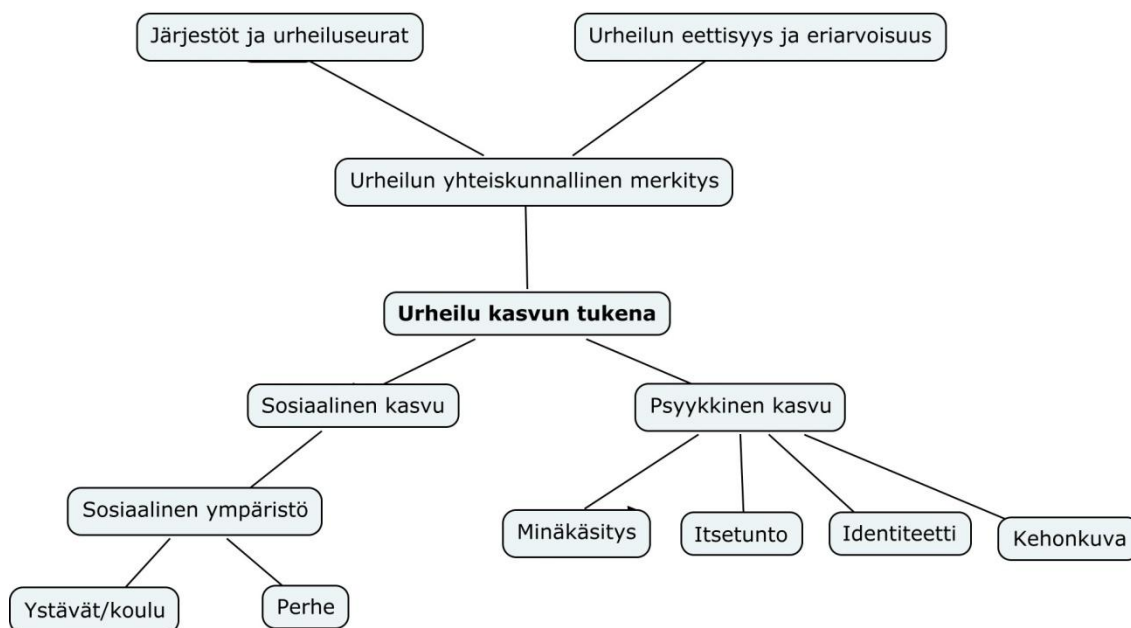 Järjestöt ja urheiluseurat
Urheilun eettisyys ja eriarvoisuus
Urheilun yhteiskunnallinen merkitys
Urheilu kasvun tukena
Sosiaalinen kasvu
Psyykkinen kasvu
Sosiaalinen ympäristö
Minäkäsitys
Itsetunto
Identiteetti
Kehonkuva
Ystävät/koulu
Perhe